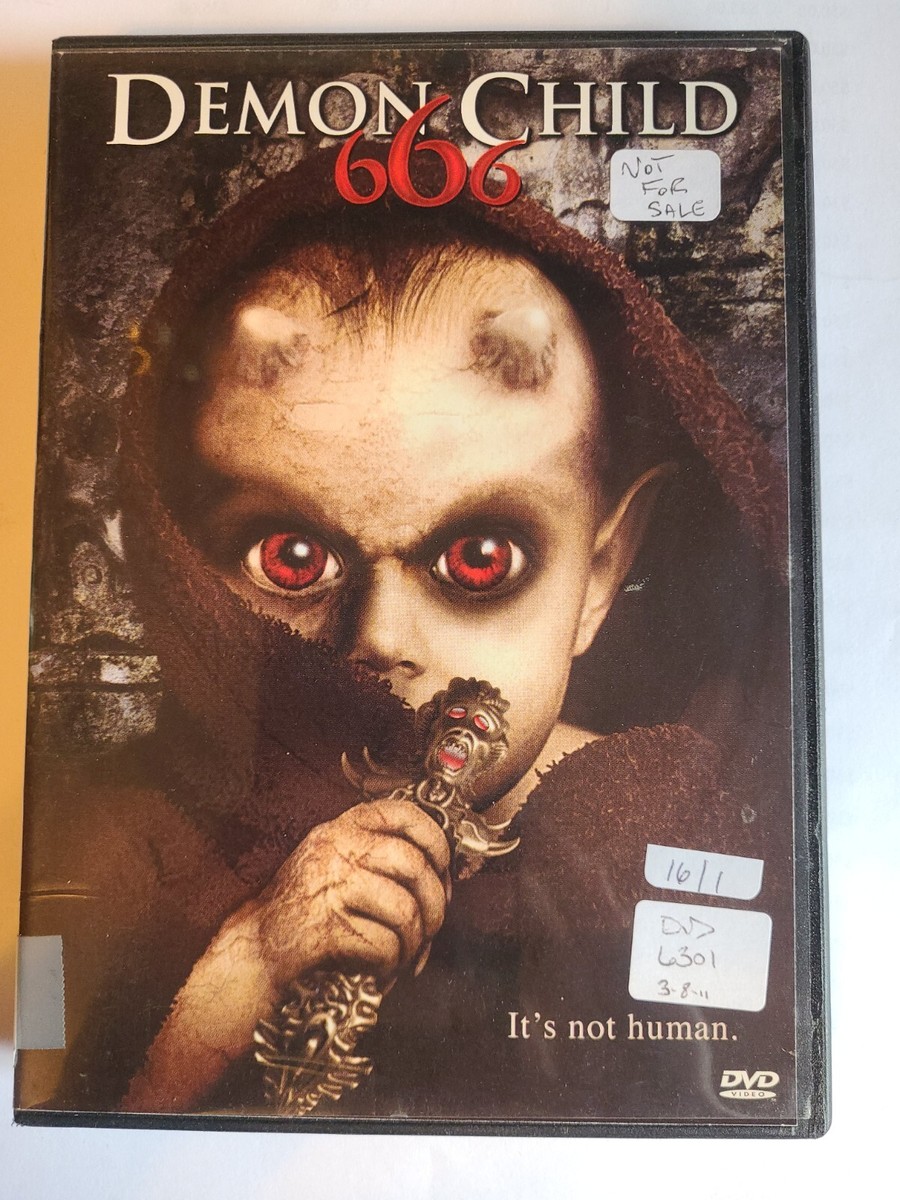 DEMON CHILD
666
NOT
FOR
SALE
16/1
DVD
6301
3-8-11
It's not human.
DVD
VIDEO